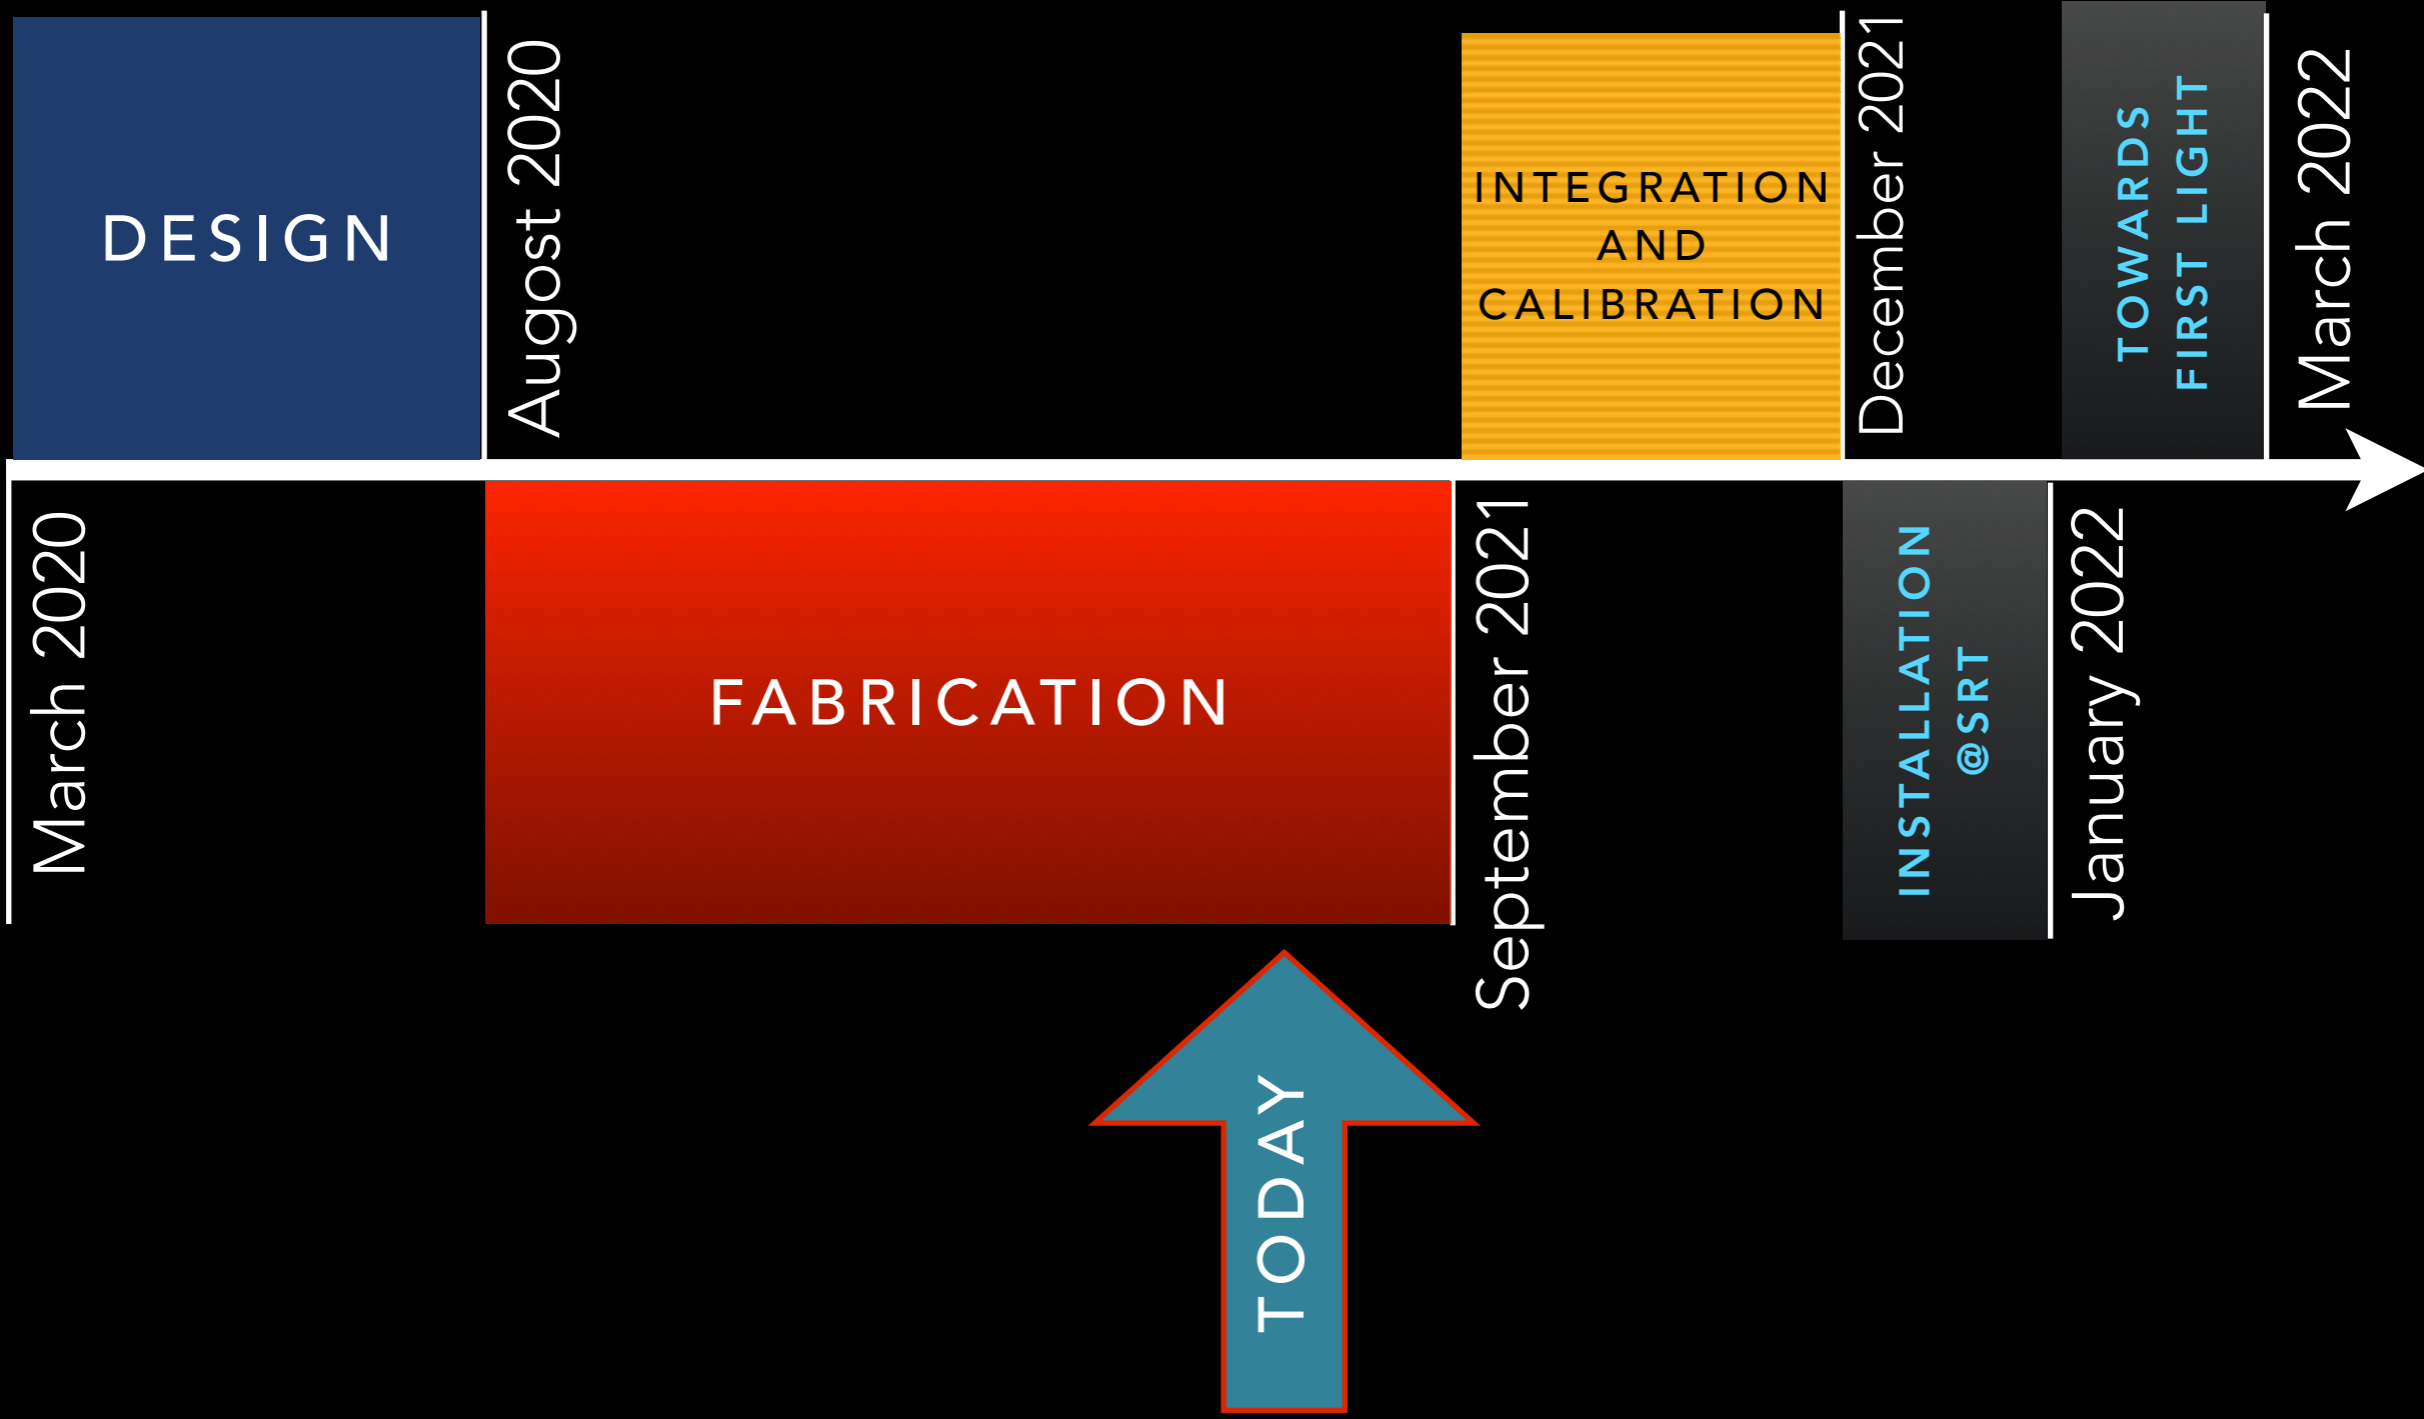 DESIGN
August 2020
INTEGRATION
AND
CALIBRATION
December 2021
TOWARDS
FIRST LIGHT
March 2022
March 2020
FABRICATION
September 2021
INSTALLATION
@SRT
January 2022
TODAY